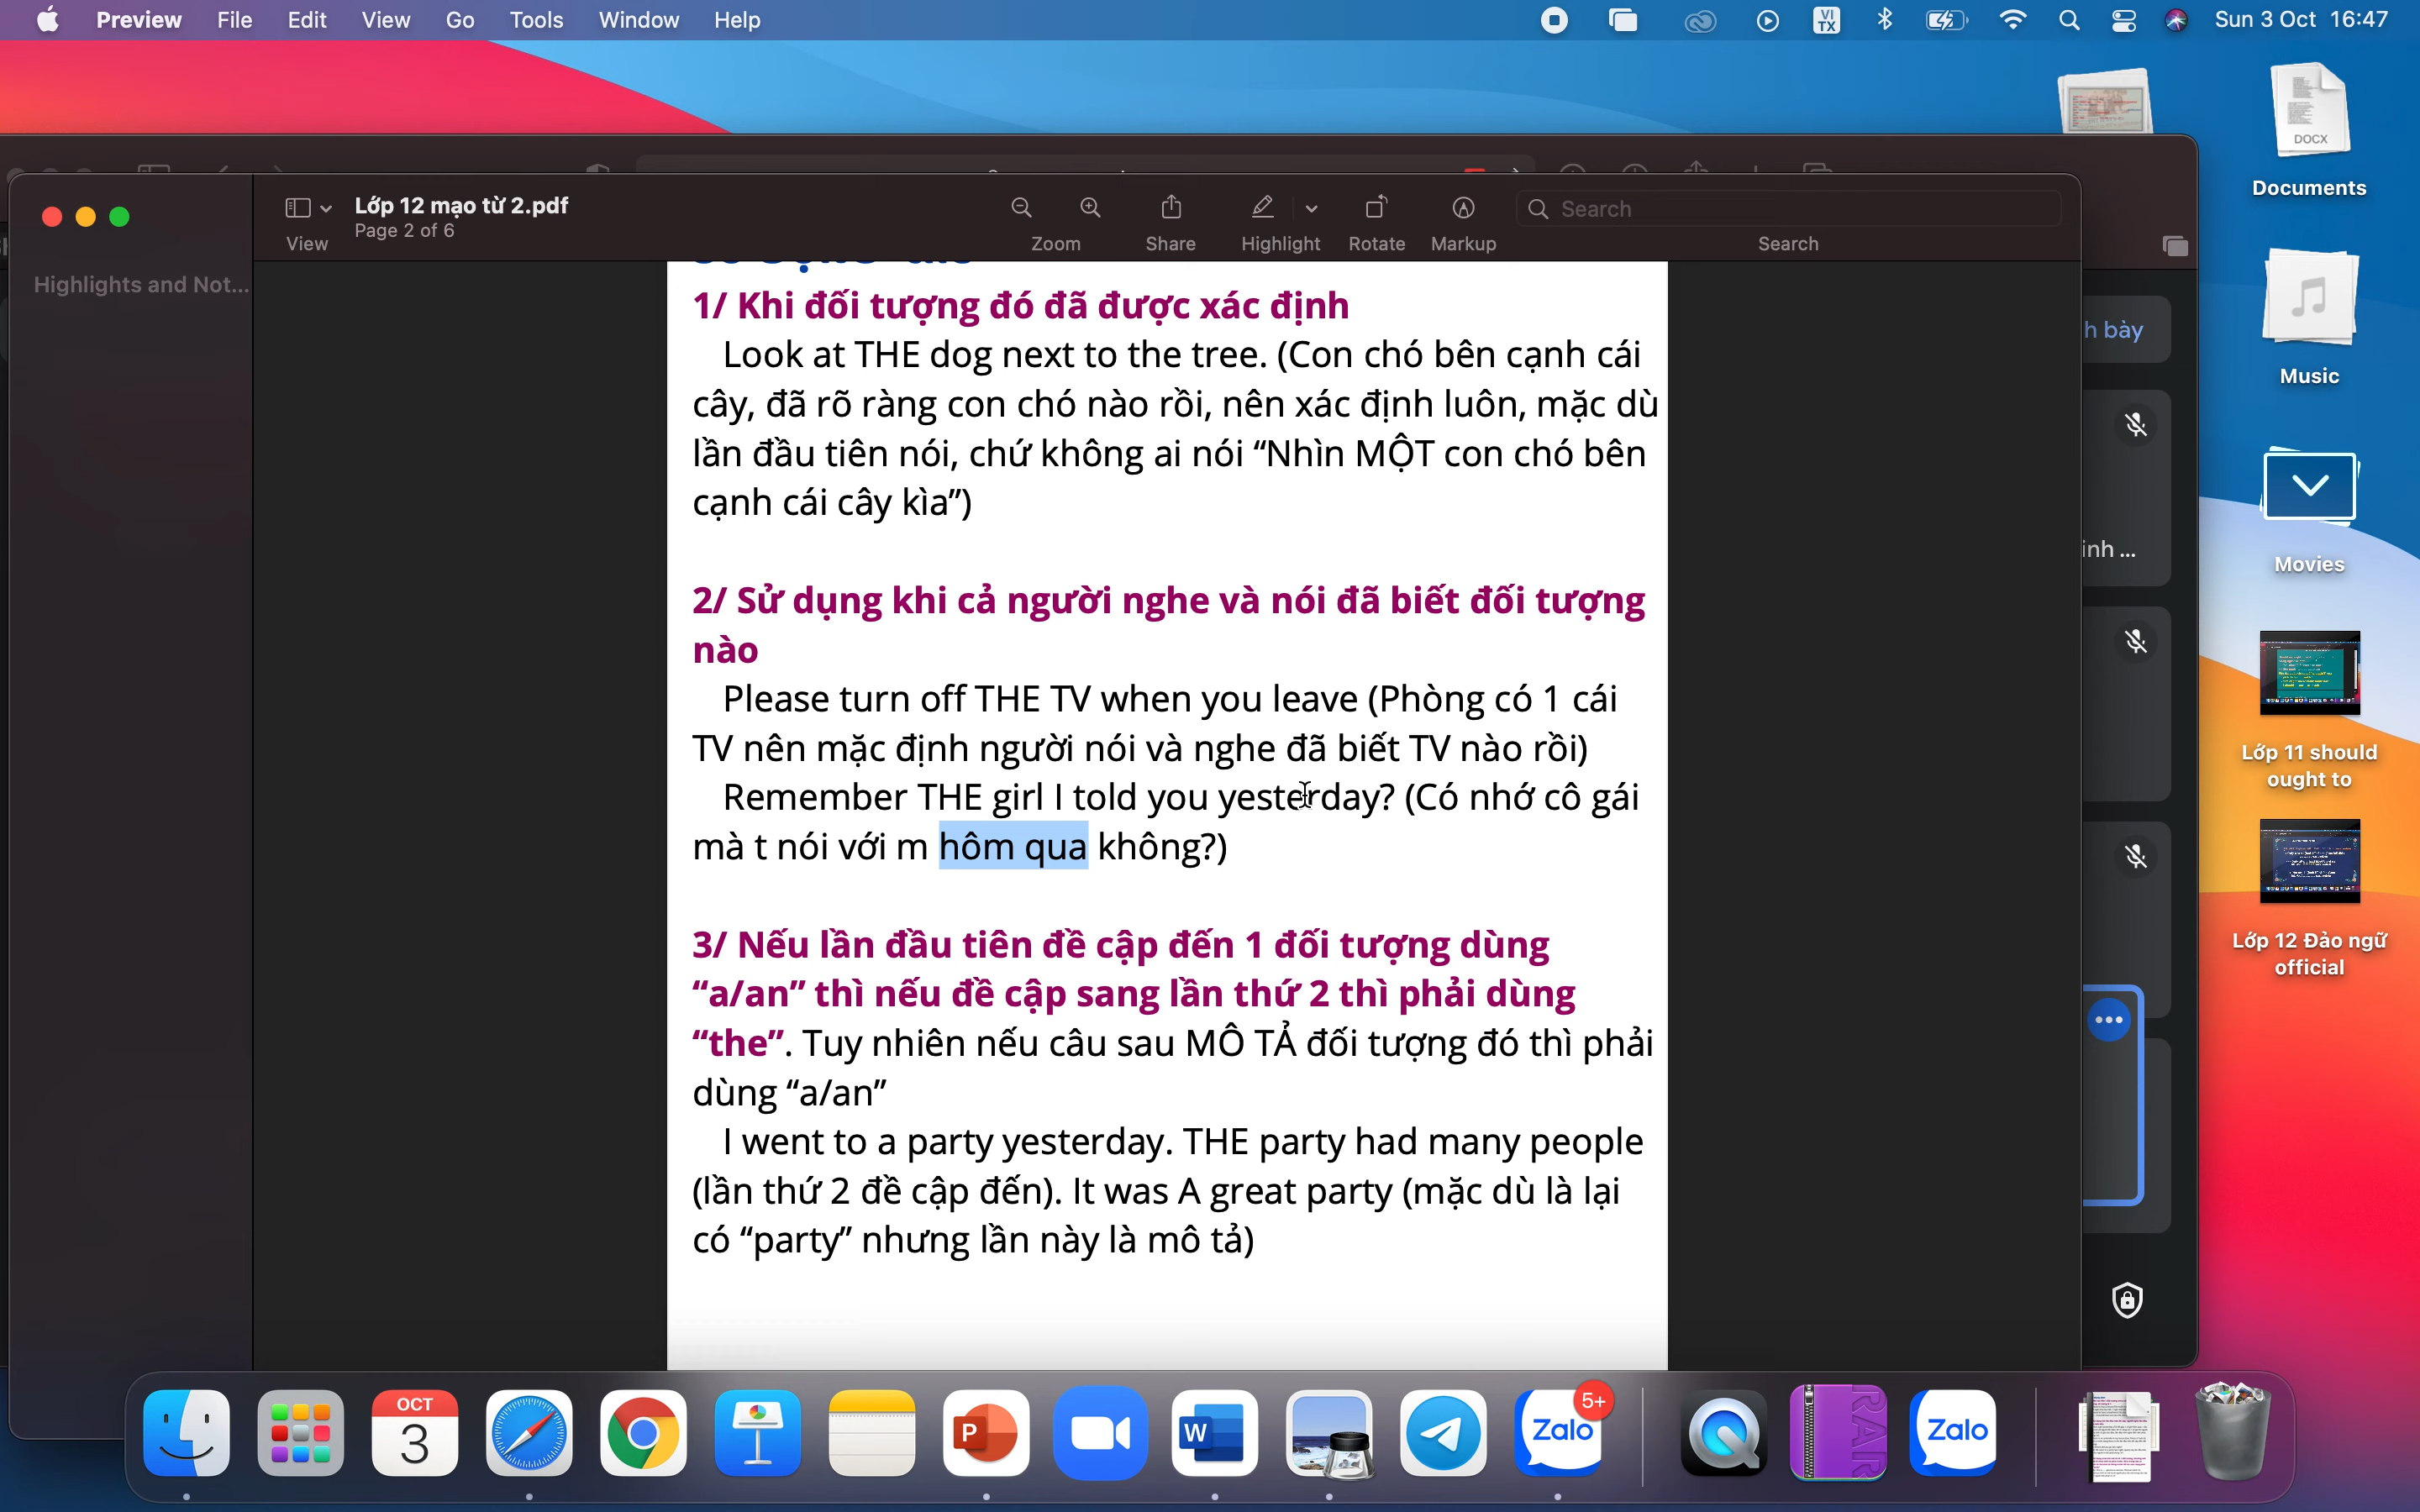 Preview File Edit View Go Tools Window Help
VI TX
Sun 3 Oct 16:47
DOCX
Documents
Music
Movies
Lớp 11 should
ought to
Lớp 12 Đảo ngữ
official
Lớp 12 mạo từ 2.pdf
Page 2 of 6
View
Zoom
Share
Highlight
Rotate
Markup
Search
Search
Highlights and Not...
h bày
inh ...
1/ Khi đối tượng đó đã được xác định
Look at THE dog next to the tree. (Con chó bên cạnh cái
cây, đã rõ ràng con chó nào rồi, nên xác định luôn, mặc dù
lần đầu tiên nói, chứ không ai nói “Nhìn MỘT con chó bên
cạnh cái cây kìa”)
2/ Sử dụng khi cả người nghe và nói đã biết đối tượng
nào
Please turn off THE TV when you leave (Phòng có 1 cái
TV nên mặc định người nói và nghe đã biết TV nào rồi)
Remember THE girl I told you yesterday? (Có nhớ cô gái
mà t nói với m hôm qua không?)
3/ Nếu lần đầu tiên đề cập đến 1 đối tượng dùng
“a/an” thì nếu đề cập sang lần thứ 2 thì phải dùng
“the”. Tuy nhiên nếu câu sau MÔ TẢ đối tượng đó thì phải
dùng “a/an”
I went to a party yesterday. THE party had many people
(lần thứ 2 đề cập đến). It was A great party (mặc dù là lại
có “party” nhưng lần này là mô tả)
OCT
3
P
W
Zalo
5+
RAR
Zalo